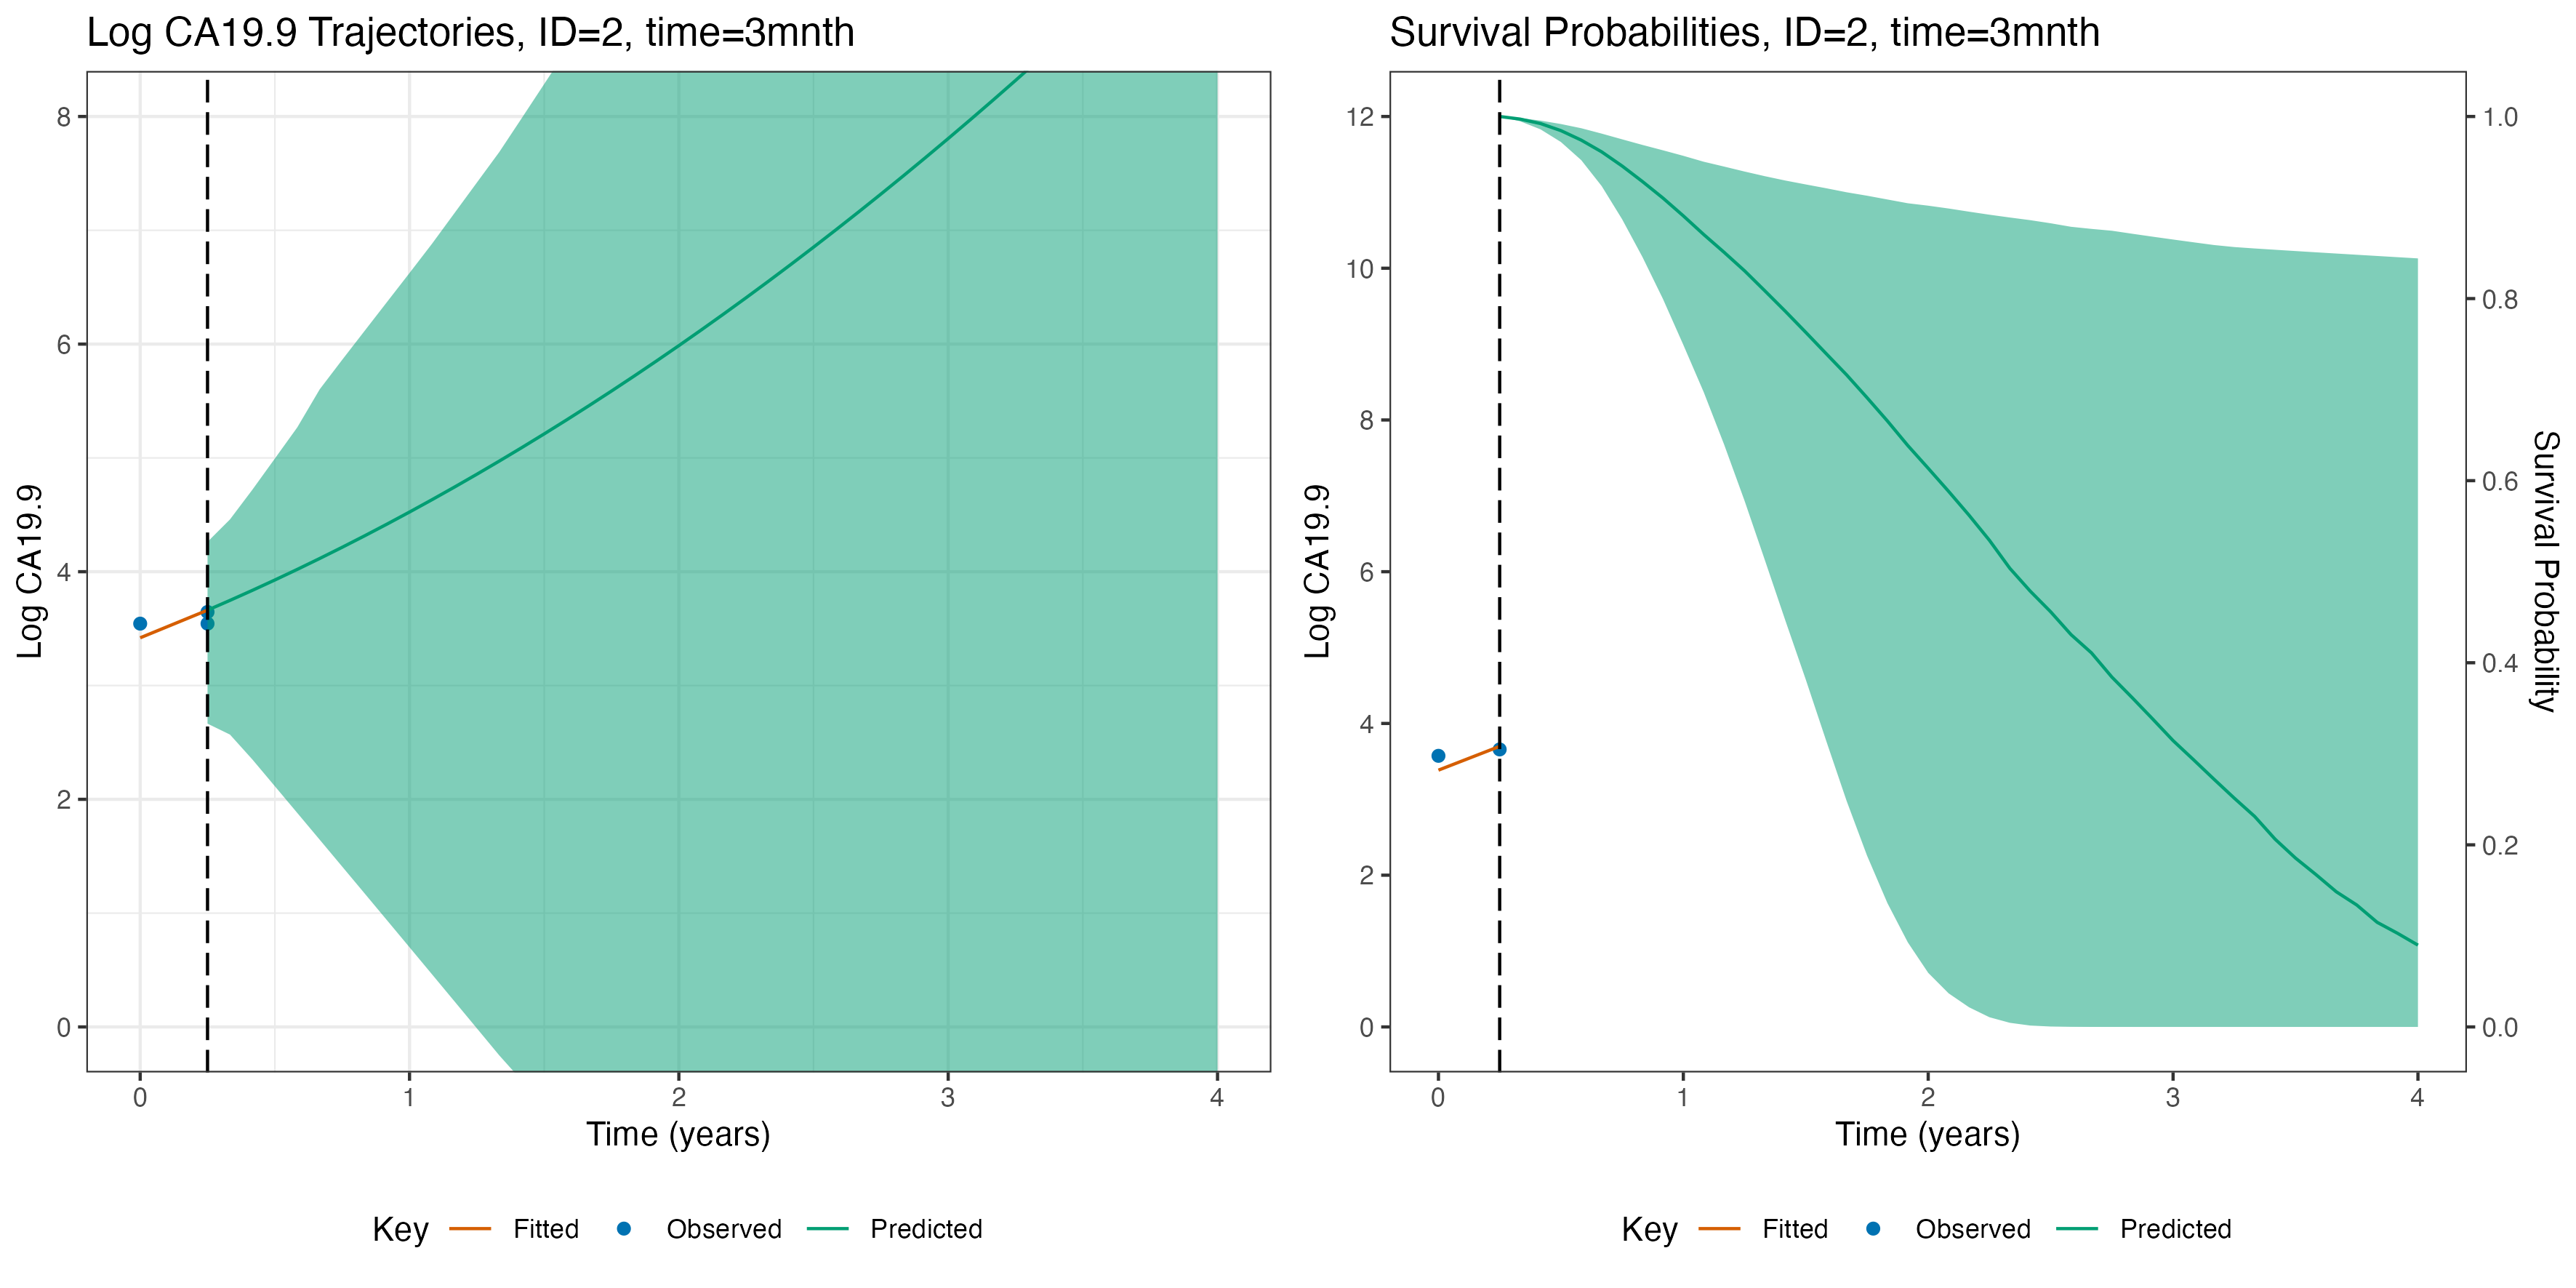 Log CA19.9 Trajectories, ID=2, time=3mnth
8
6
4
2
0
Log CA19.9
0 1 2 3 4
Time (years)
Key Fitted Observed Predicted
Survival Probabilities, ID=2, time=3mnth
12
10
8
6
4
2
0
Log CA19.9
1.0
0.8
0.6
0.4
0.2
0.0
Survival Probability
0 1 2 3 4
Time (years)
Key Fitted Observed Predicted